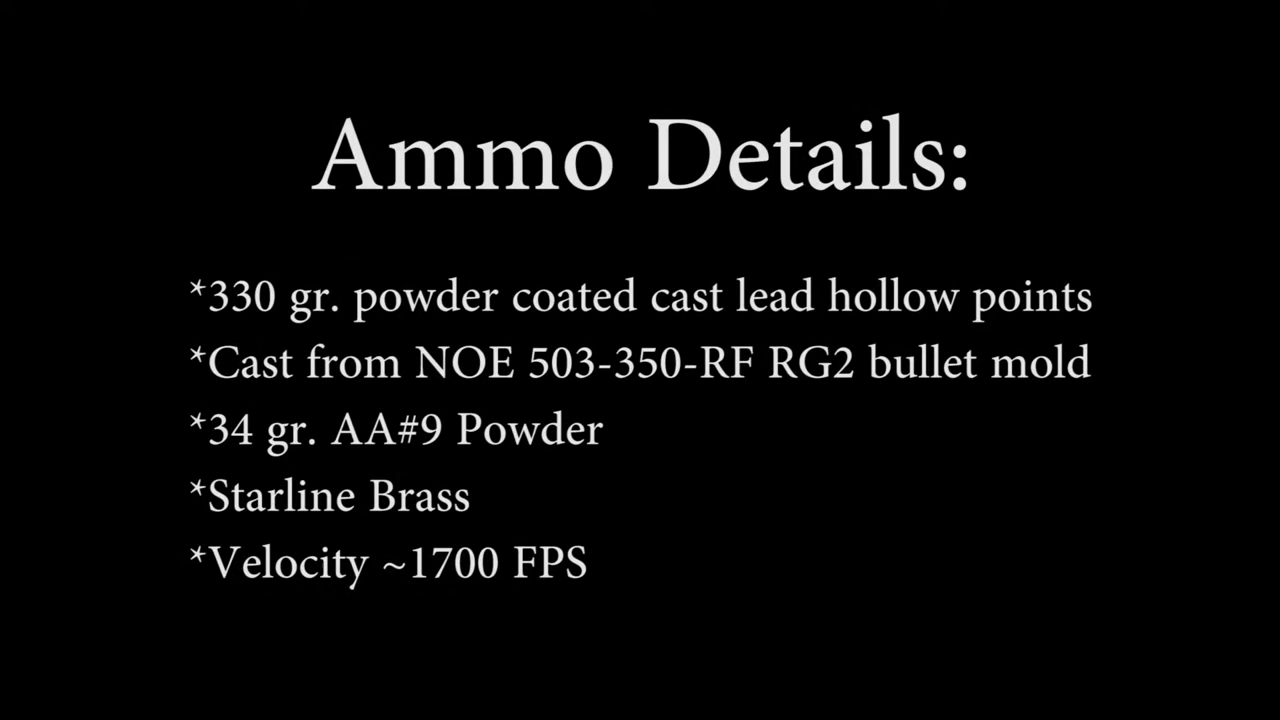 Ammo Details:
*330 gr. powder coated cast lead hollow points
*Cast from NOE 503-350-RF RG2 bullet mold
*34 gr. AA#9 Powder
*Starline Brass
*Velocity ~1700 FPS